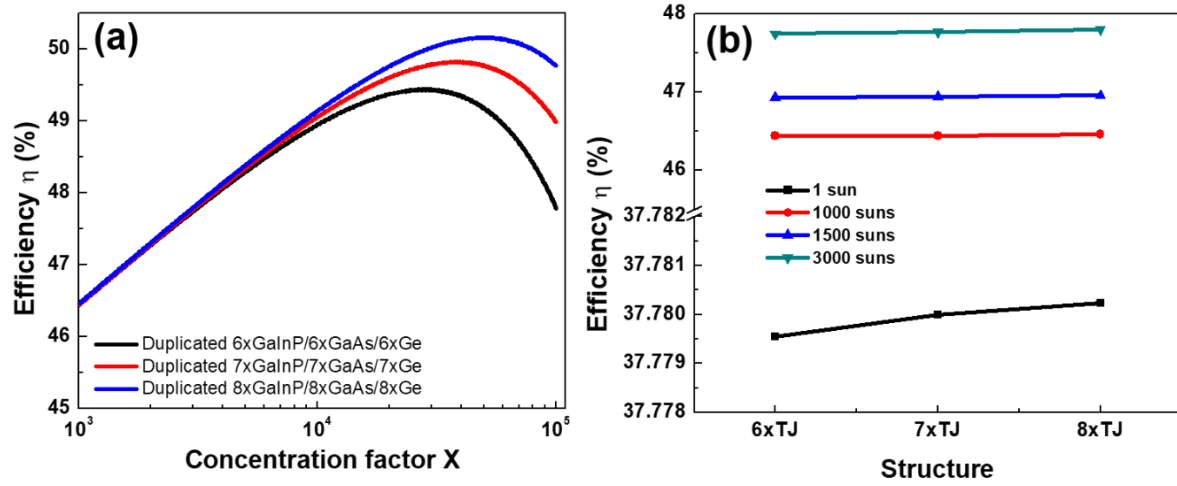 (a)
Efficiency η (%)
50
49
48
47
46
45
Duplicated 6xGaInP/6xGaAs/6xGe
Duplicated 7xGaInP/7xGaAs/7xGe
Duplicated 8xGaInP/8xGaAs/8xGe
10³ 10⁴ 10⁵
Concentration factor X
(b)
Efficiency η (%)
48
47
46
37.782
37.781
37.780
37.779
37.778
1 sun
1000 suns
1500 suns
3000 suns
6xTJ 7xTJ 8xTJ
Structure